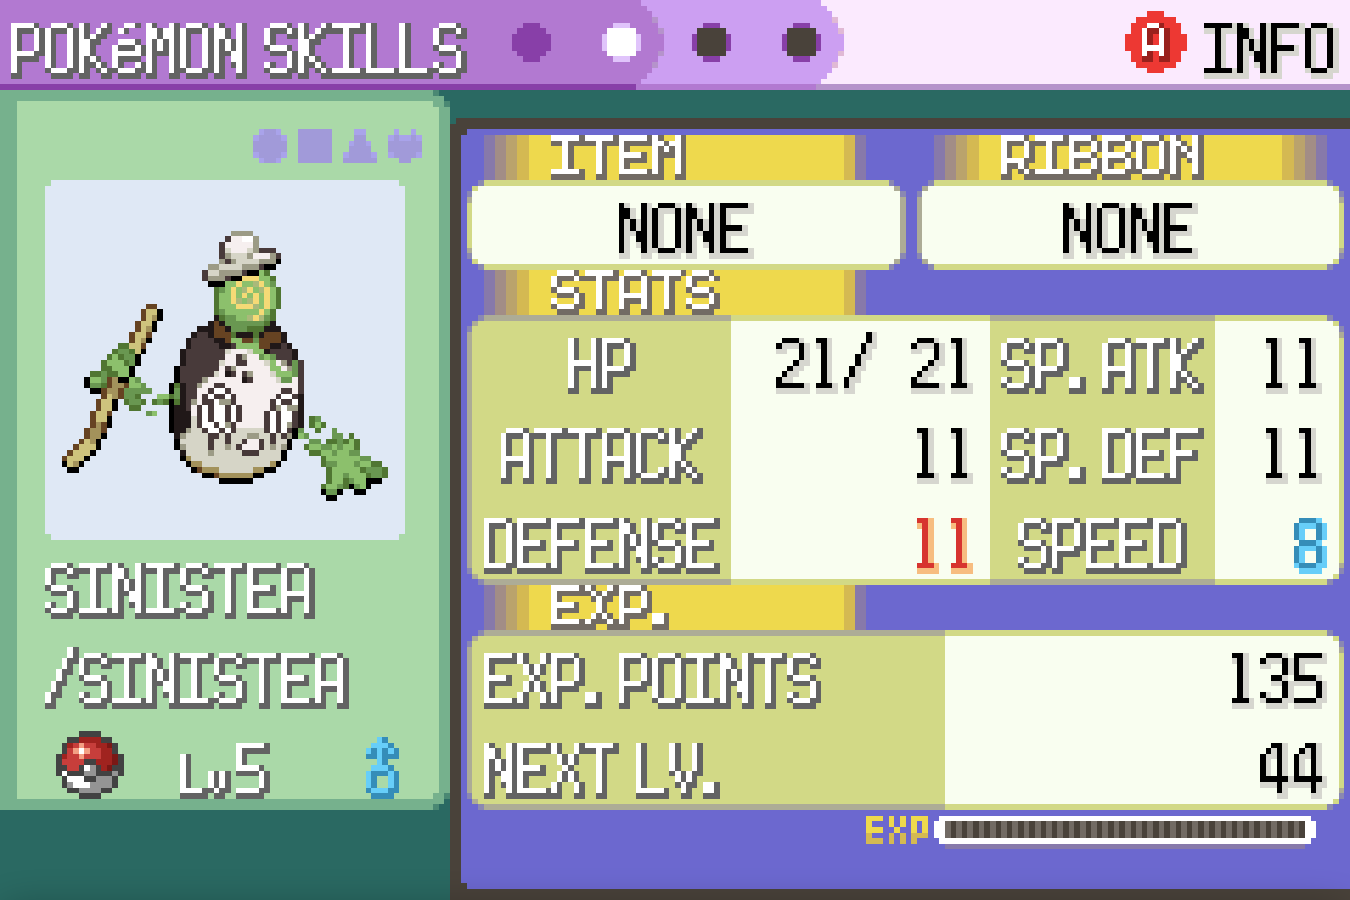 POKéMON SKILLS
A INFO
ITEM RIBBON
NONE NONE
STATS
HP 21/ 21 SP. ATK 11
ATTACK 11 SP. DEF 11
DEFENSE 11 SPEED 8
SINISTEA
/SINISTEA
Lv5 ♂
EXP.
EXP. POINTS 135
NEXT LV. 44
EXP